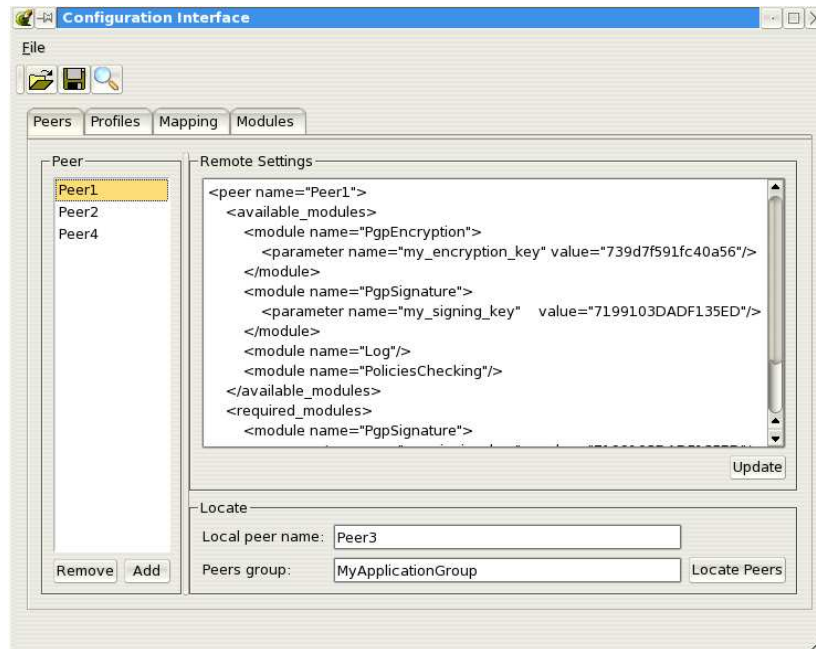 Configuration Interface
File
Peers Profiles Mapping Modules
Peer
Peer1
Peer2
Peer4
Remove Add
Remote Settings
<peer name="Peer1">
<available_modules>
<module name="PgpEncryption">
<parameter name="my_encryption_key" value="739d7f591fc40a56"/>
</module>
<module name="PgpSignature">
<parameter name="my_signing_key" value="7199103DADF135ED"/>
</module>
<module name="Log"/>
<module name="PoliciesChecking"/>
</available_modules>
<required_modules>
<module name="PgpSignature">
Update
Locate
Local peer name: Peer3
Peers group: MyApplicationGroup Locate Peers